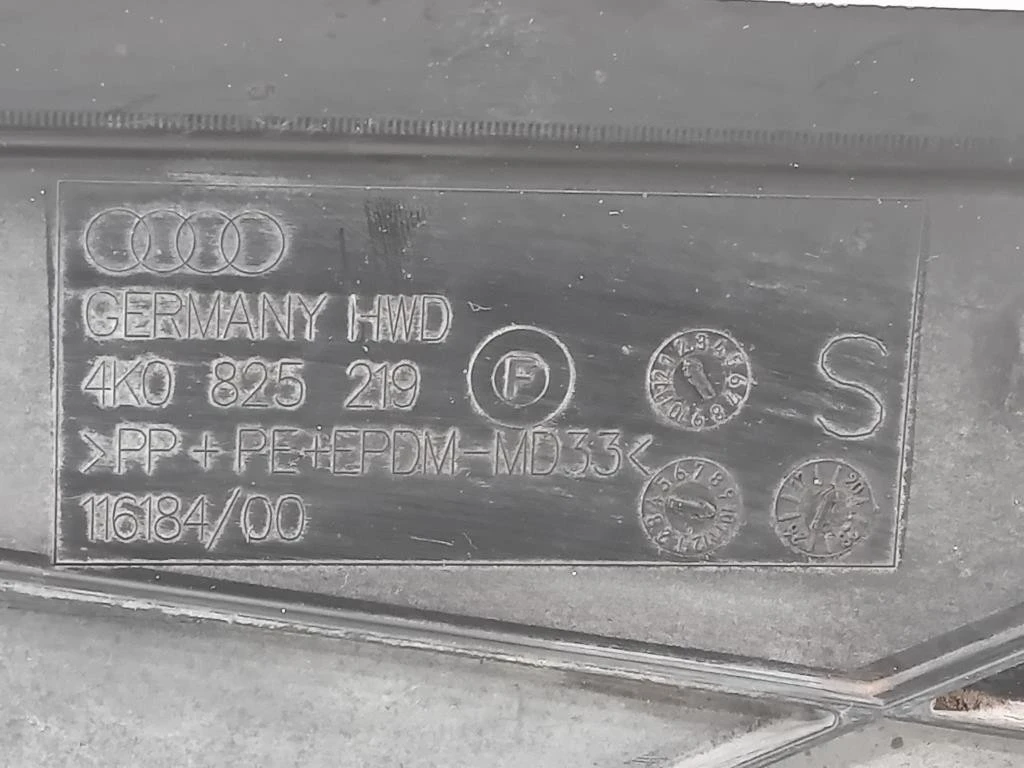 GERMANY HWD
4K0 825 219 F
>PP+PE+EPDM-MD33<
116184/00
S